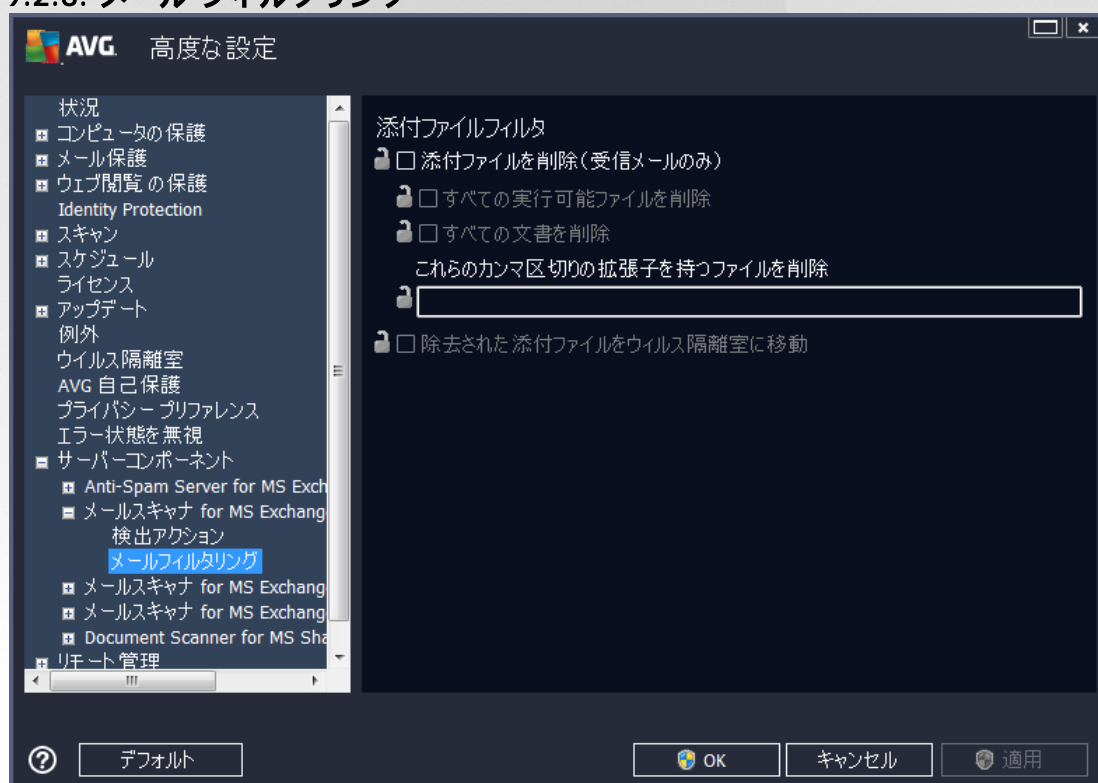 9.2.3. メール フィルタリング
AVG. 高度な設定
状況
コンピュータの保護
メール保護
ウェブ閲覧 の保護
Identity Protection
スキャン
スケジュール
ライセンス
アップデート
例外
ウイルス隔離室
AVG 自己保護
プライバシー プリファレンス
エラー状態を無視
サーバーコンポーネント
Anti-Spam Server for MS Exch
メールスキャナ for MS Exchang
検出アクション
メールフィルタリング
メールスキャナ for MS Exchang
メールスキャナ for MS Exchang
Document Scanner for MS Sha
リモート管理
添付ファイルフィルタ
添付ファイルを削除(受信メールのみ)
すべての実行可能ファイルを削除
すべての文書を削除
これらのカンマ区切りの拡張子を持つファイルを削除
除去された添付ファイルをウィルス隔離室に移動
デフォルト
OK
キャンセル
適用